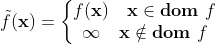 f̃(x) = { f(x)   x ∈ dom f
∞   x ∉ dom f